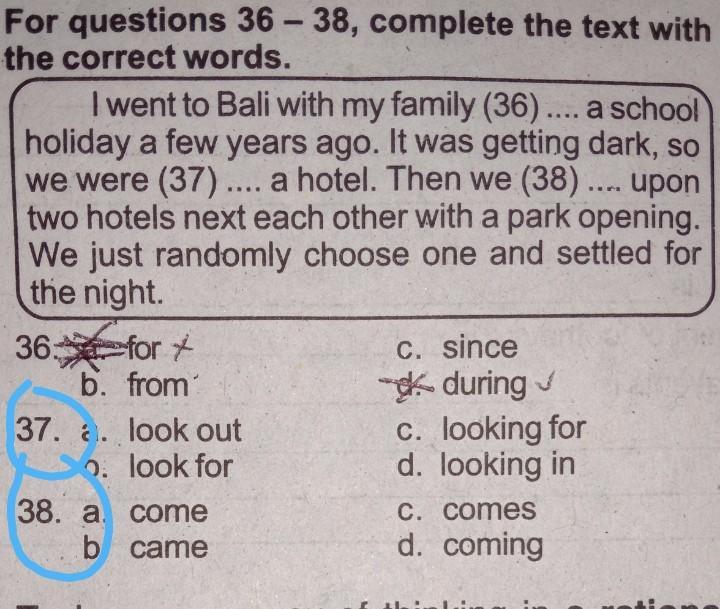 For questions 36 – 38, complete the text with
the correct words.
I went to Bali with my family (36) .... a school
holiday a few years ago. It was getting dark, so
we were (37) .... a hotel. Then we (38) .... upon
two hotels next each other with a park opening.
We just randomly choose one and settled for
the night.
36. a. for x c. since
b. from d. during ✓
37. a. look out c. looking for
b. look for d. looking in
38. a come c. comes
b came d. coming
of thinking in a